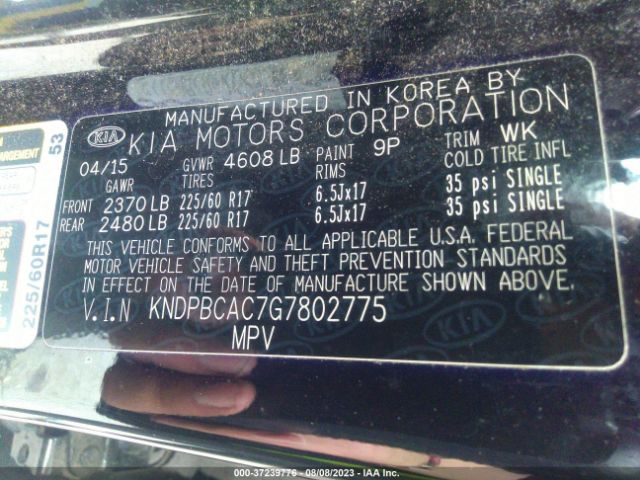 MANUFACTURED IN KOREA BY
KIA KIA MOTORS CORPORATION
04/15 GVWR 4608 LB PAINT 9P TRIM WK
GAWR TIRES RIMS COLD TIRE INFL
FRONT 2370 LB 225/60 R17 6.5Jx17 35 psi SINGLE
REAR 2480 LB 225/60 R17 6.5Jx17 35 psi SINGLE
THIS VEHICLE CONFORMS TO ALL APPLICABLE U.S.A. FEDERAL
MOTOR VEHICLE SAFETY AND THEFT PREVENTION STANDARDS
IN EFFECT ON THE DATE OF MANUFACTURE SHOWN ABOVE.
V.I.N KNDPBCAC7G7802775
MPV
53
225/60R17
000-37239776 - 08/08/2023 - IAA Inc.